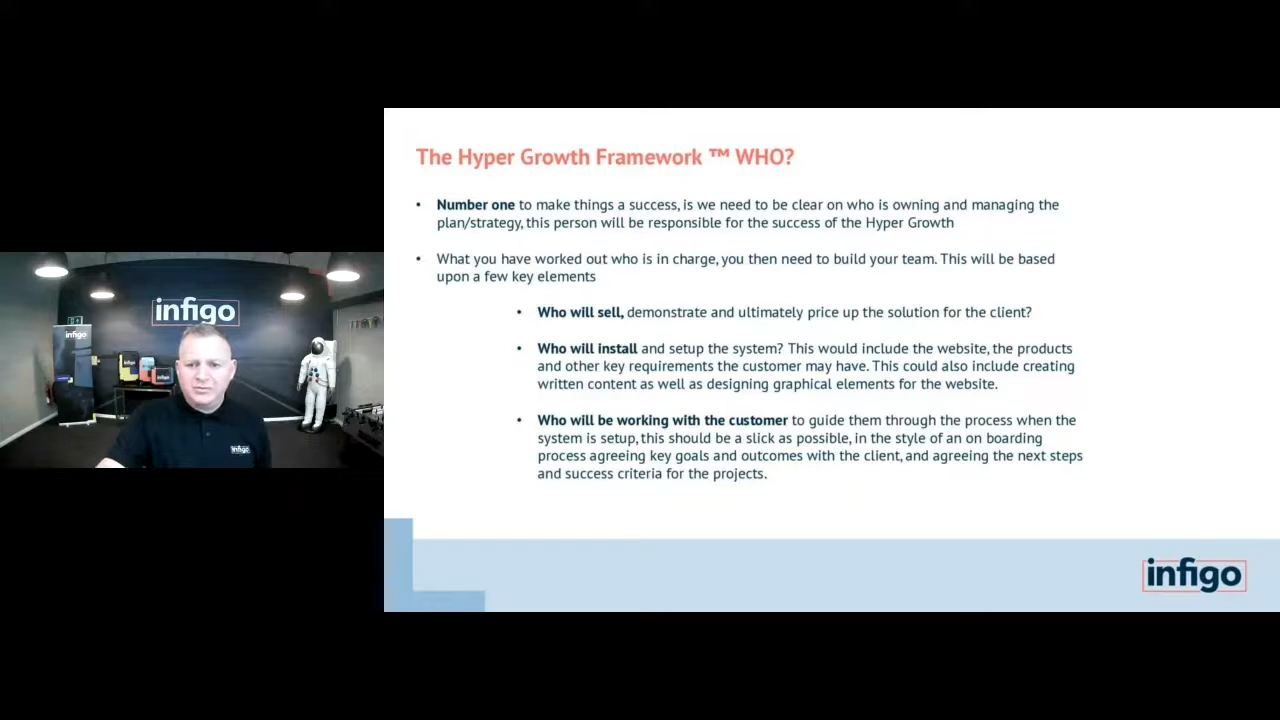 The Hyper Growth Framework ™ WHO?
• Number one to make things a success, is we need to be clear on who is owning and managing the
plan/strategy, this person will be responsible for the success of the Hyper Growth
• What you have worked out who is in charge, you then need to build your team. This will be based
upon a few key elements
• Who will sell, demonstrate and ultimately price up the solution for the client?
• Who will install and setup the system? This would include the website, the products
and other key requirements the customer may have. This could also include creating
written content as well as designing graphical elements for the website.
• Who will be working with the customer to guide them through the process when the
system is setup, this should be a slick as possible, in the style of an on boarding
process agreeing key goals and outcomes with the client, and agreeing the next steps
and success criteria for the projects.
infigo
infigo
infigo
infigo
infigo
infigo